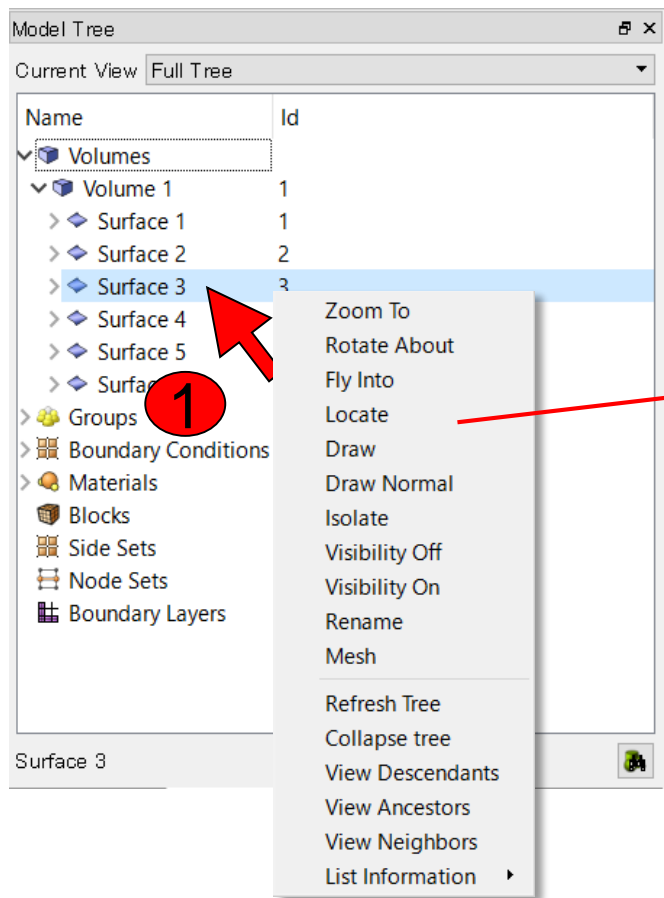 Model Tree
Current View Full Tree
Name Id
Volumes
Volume 1 1
Surface 1 1
Surface 2 2
Surface 3 3
Surface 4
Surface 5
Surfa
1
Groups
Boundary Conditions
Materials
Blocks
Side Sets
Node Sets
Boundary Layers
Surface 3
Zoom To
Rotate About
Fly Into
Locate
Draw
Draw Normal
Isolate
Visibility Off
Visibility On
Rename
Mesh
Refresh Tree
Collapse tree
View Descendants
View Ancestors
View Neighbors
List Information